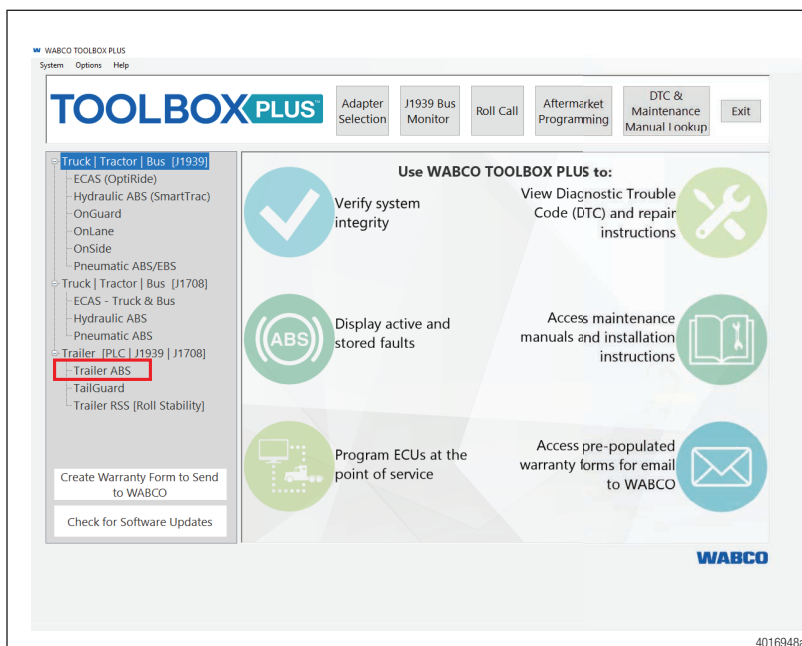 WABCO TOOLBOX PLUS
System Options Help
TOOLBOX PLUS™
Adapter
Selection
J1939 Bus
Monitor
Roll Call
Aftermarket
Programming
DTC &
Maintenance
Manual Lookup
Exit
Truck | Tractor | Bus [J1939]
ECAS (OptiRide)
Hydraulic ABS (SmartTrac)
OnGuard
OnLane
OnSide
Pneumatic ABS/EBS
Truck | Tractor | Bus [J1708]
ECAS - Truck & Bus
Hydraulic ABS
Pneumatic ABS
Trailer [PLC | J1939 | J1708]
Trailer ABS
TailGuard
Trailer RSS [Roll Stability]
Create Warranty Form to Send
to WABCO
Check for Software Updates
Use WABCO TOOLBOX PLUS to:
Verify system
integrity
View Diagnostic Trouble
Code (DTC) and repair
instructions
ABS
Display active and
stored faults
Access maintenance
manuals and installation
instructions
Program ECUs at the
point of service
Access pre-populated
warranty forms for email
to WABCO
WABCO
4016948a